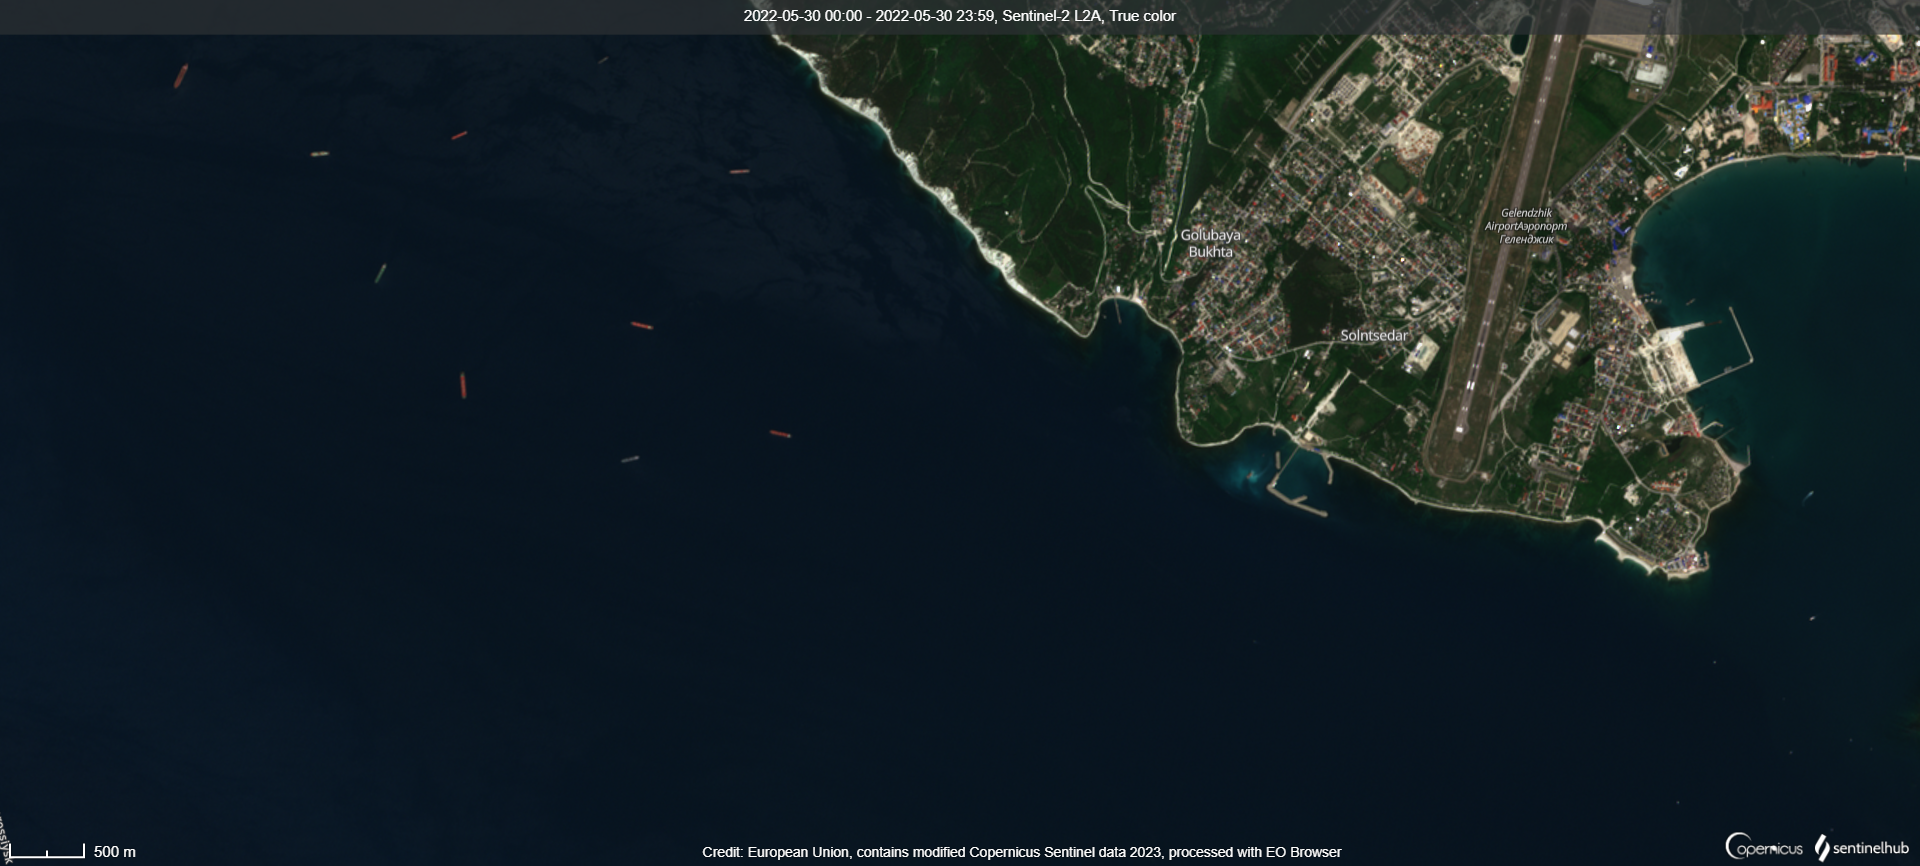 2022-05-30 00:00 - 2022-05-30 23:59, Sentinel-2 L2A, True color
Gelendzhik
AirportАэропорт
Геленджик
Golubaya
Bukhta
Solntsedar
500 m
Credit: European Union, contains modified Copernicus Sentinel data 2023, processed with EO Browser
Copernicus
sentinelhub